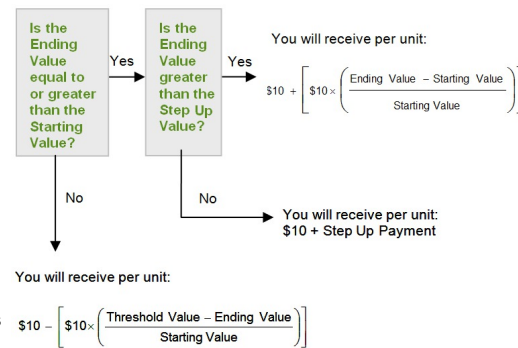 Is the
Ending
Value
equal to
or greater
than the
Starting
Value?
Yes
Is the
Ending
Value
greater
than the
Step Up
Value?
Yes
You will receive per unit:
$10 + [ $10 × ( Ending Value − Starting Value
Starting Value ) ]
No
No
You will receive per unit:
$10 + Step Up Payment
You will receive per unit:
$10 − [ $10× ( Threshold Value − Ending Value
Starting Value ) ]